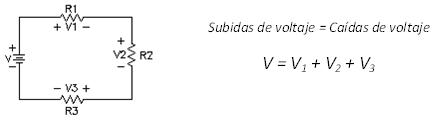 R1
+ V1 -
+
V
-
+
V2
-
R2
- V3 +
R3
Subidas de voltaje = Caídas de voltaje
V = V₁ + V₂ + V₃